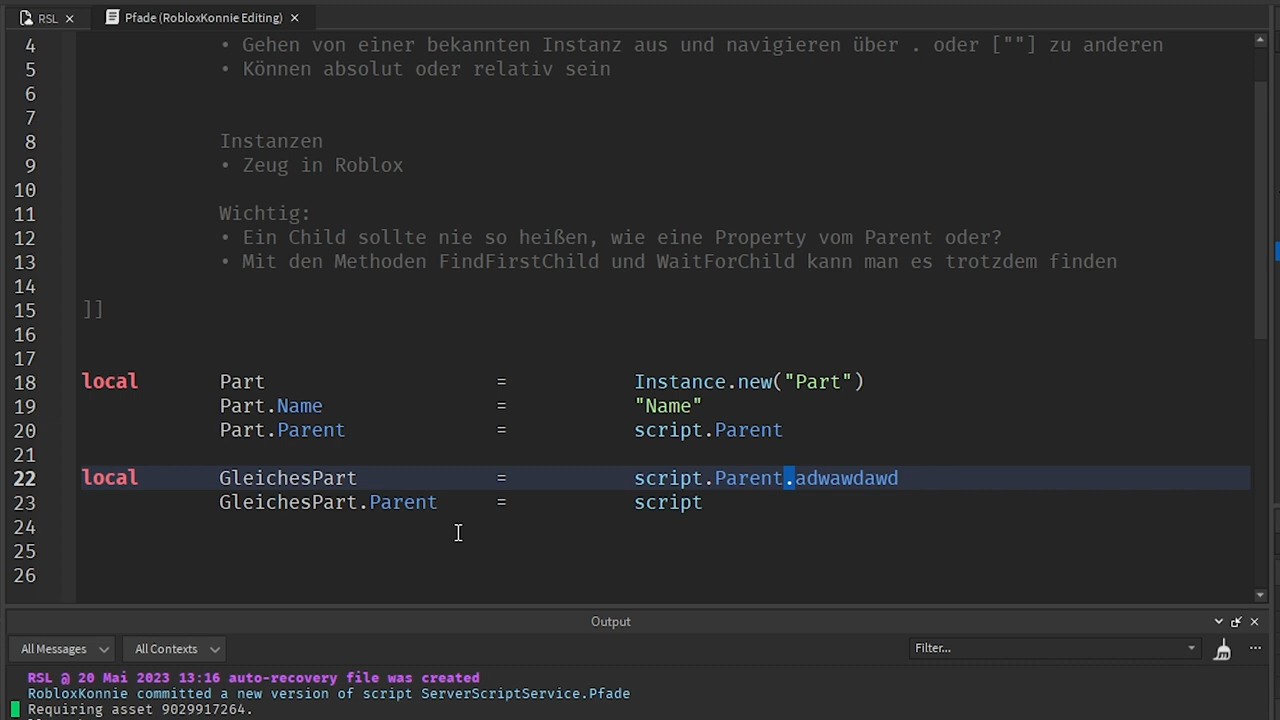 RSL × Pfade (RobloxKonnie Editing) ×
4 • Gehen von einer bekannten Instanz aus und navigieren über . oder [""] zu anderen
5 • Können absolut oder relativ sein
6
7
8 Instanzen
9 • Zeug in Roblox
10
11 Wichtig:
12 • Ein Child sollte nie so heißen, wie eine Property vom Parent oder?
13 • Mit den Methoden FindFirstChild und WaitForChild kann man es trotzdem finden
14
15 ]]
16
17
18 local Part = Instance.new("Part")
19 Part.Name = "Name"
20 Part.Parent = script.Parent
21
22 local GleichesPart = script.Parent.adwawdawd
23 GleichesPart.Parent = script
24
25
26
Output
All Messages All Contexts Filter... ...
RSL @ 20 Mai 2023 13:16 auto-recovery file was created
RobloxKonnie committed a new version of script ServerScriptService.Pfade
Requiring asset 9029917264.